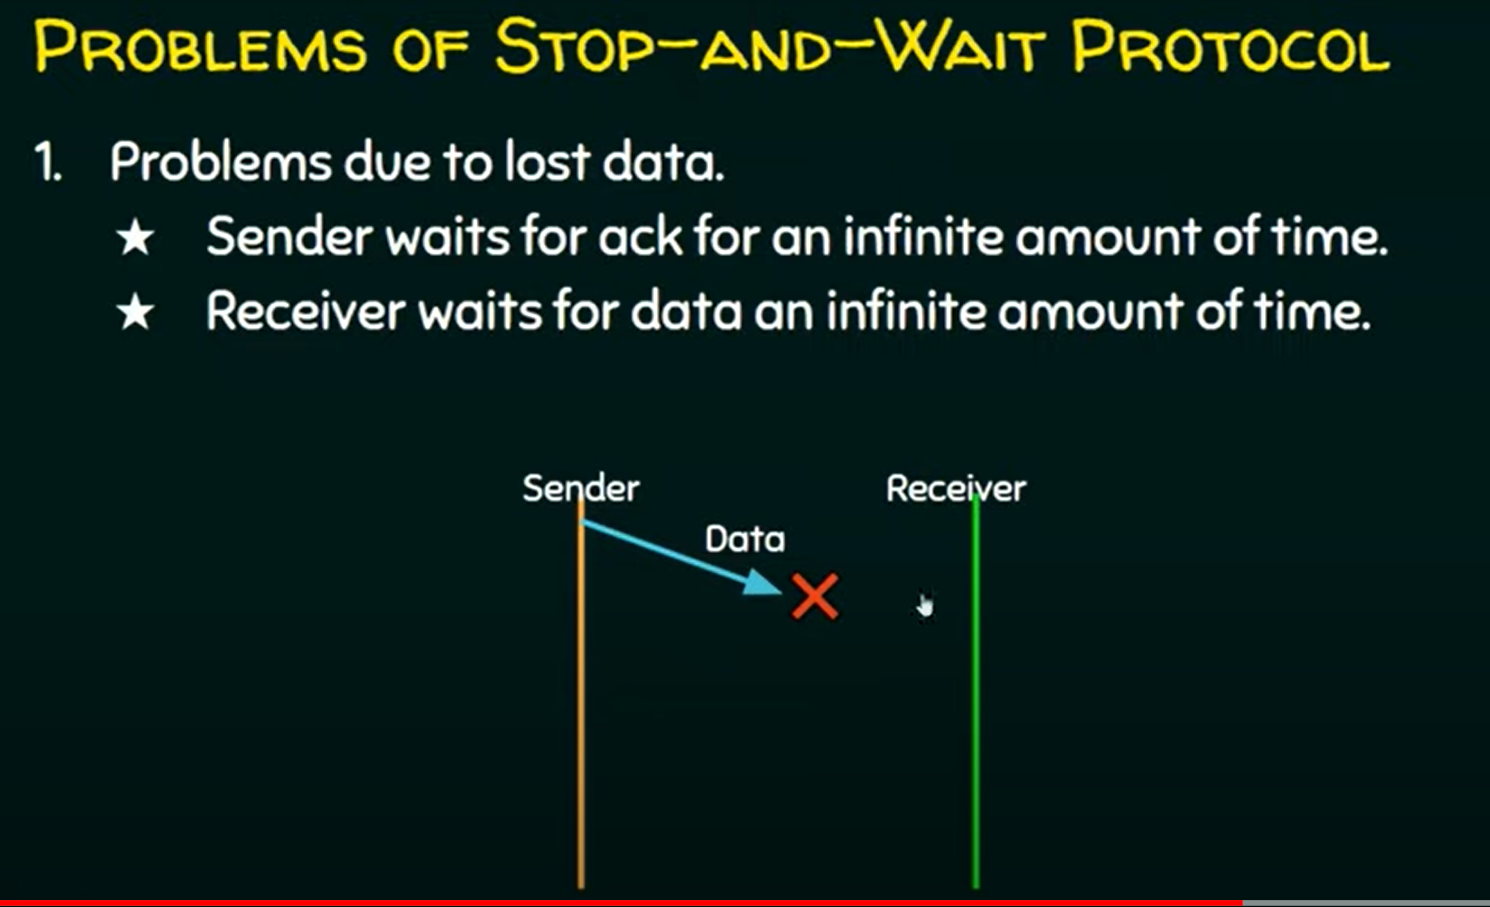 PROBLEMS OF STOP-AND-WAIT PROTOCOL
1. Problems due to lost data.
★ Sender waits for ack for an infinite amount of time.
★ Receiver waits for data an infinite amount of time.
Sender
Receiver
Data